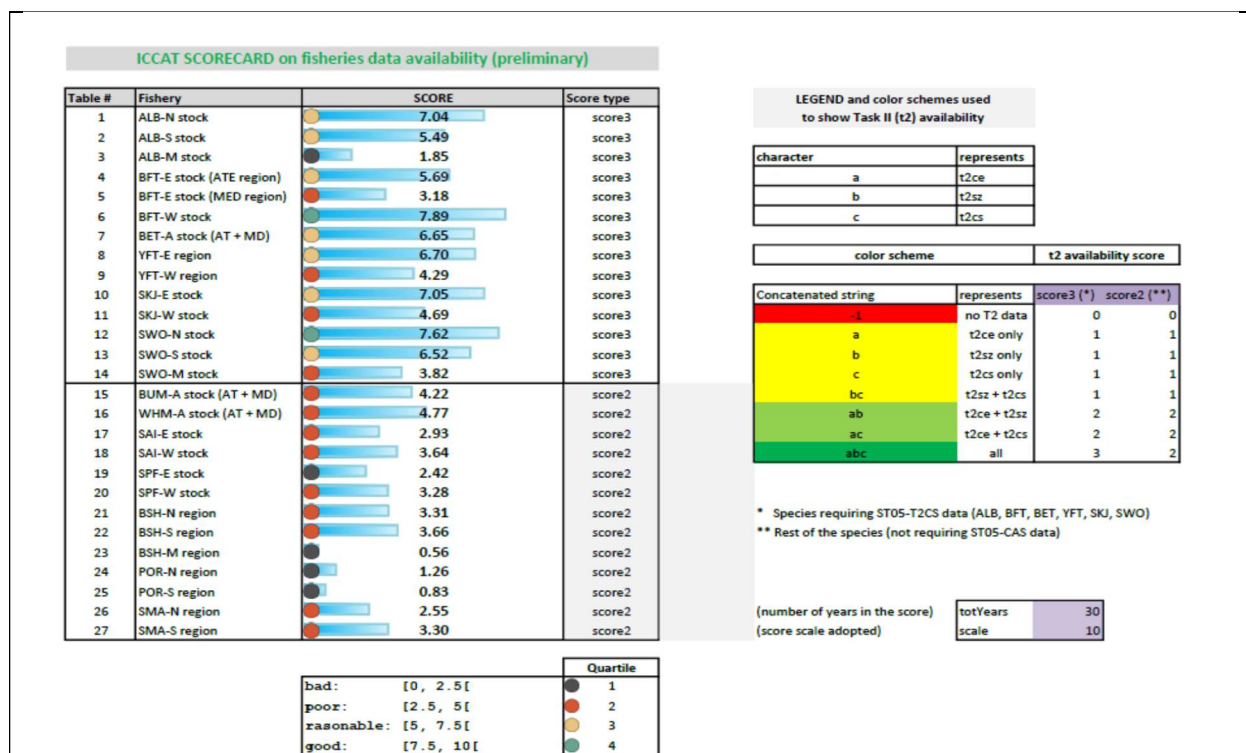 ICCAT SCORECARD on fisheries data availability (preliminary)
Table # Fishery SCORE Score type
1 ALB-N stock 7.04 score3
2 ALB-S stock 5.49 score3
3 ALB-M stock 1.85 score3
4 BFT-E stock (ATE region) 5.69 score3
5 BFT-E stock (MED region) 3.18 score3
6 BFT-W stock 7.89 score3
7 BET-A stock (AT + MD) 6.65 score3
8 YFT-E region 6.70 score3
9 YFT-W region 4.29 score3
10 SKJ-E stock 7.05 score3
11 SKJ-W stock 4.69 score3
12 SWO-N stock 7.62 score3
13 SWO-S stock 6.52 score3
14 SWO-M stock 3.82 score3
15 BUM-A stock (AT + MD) 4.22 score2
16 WHM-A stock (AT + MD) 4.77 score2
17 SAI-E stock 2.93 score2
18 SAI-W stock 3.64 score2
19 SPF-E stock 2.42 score2
20 SPF-W stock 3.28 score2
21 BSH-N region 3.31 score2
22 BSH-S region 3.66 score2
23 BSH-M region 0.56 score2
24 POR-N region 1.26 score2
25 POR-S region 0.83 score2
26 SMA-N region 2.55 score2
27 SMA-S region 3.30 score2
Quartile
bad: [0, 2.5[ 1
poor: [2.5, 5[ 2
rasonable: [5, 7.5[ 3
good: [7.5, 10[ 4
LEGEND and color schemes used
to show Task II (t2) availability
character represents
a t2ce
b t2sz
c t2cs
color scheme t2 availability score
Concatenated string represents score3 (*) score2 (**)
-1 no T2 data 0 0
a t2ce only 1 1
b t2sz only 1 1
c t2cs only 1 1
bc t2sz + t2cs 1 1
ab t2ce + t2sz 2 2
ac t2ce + t2cs 2 2
abc all 3 2
* Species requiring ST05-T2CS data (ALB, BFT, BET, YFT, SKJ, SWO)
** Rest of the species (not requiring ST05-CAS data)
(number of years in the score) totYears 30
(score scale adopted) scale 10